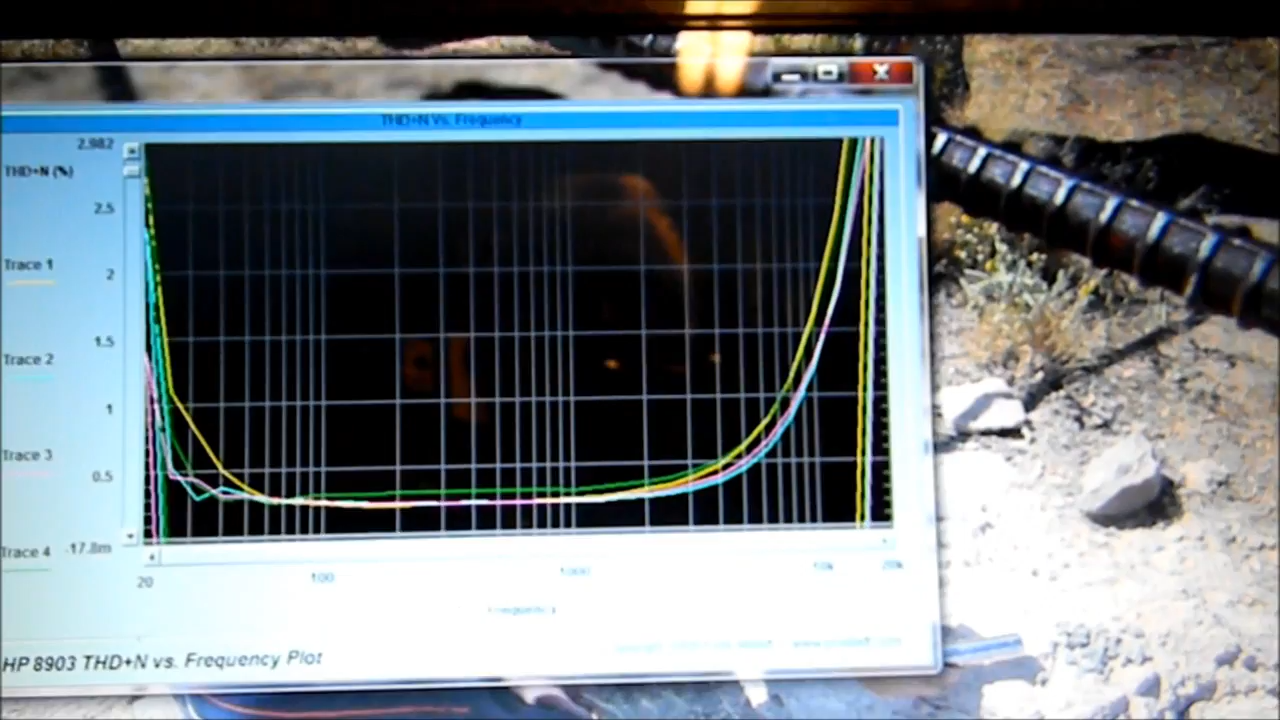 THD+N Vs. Frequency
2.982
THD+N (%)
2.5
Trace 1
2
1.5
Trace 2
1
Trace 3
0.5
Trace 4
-17.8m
20
100
1000
10k
20k
Frequency
HP 8903 THD+N vs. Frequency Plot